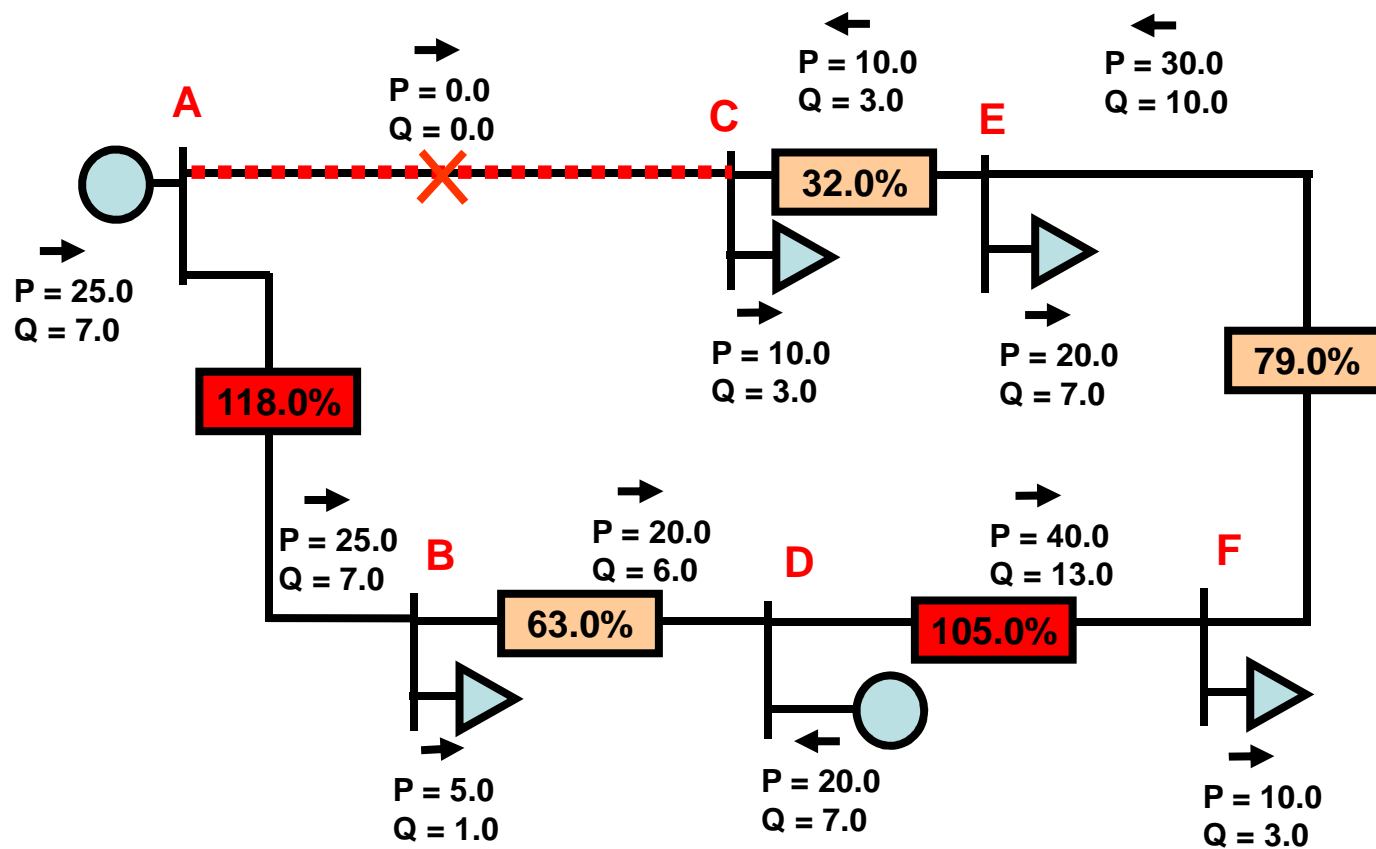 P = 10.0
Q = 3.0
P = 30.0
Q = 10.0
P = 0.0
Q = 0.0
A
C
E
32.0%
P = 25.0
Q = 7.0
P = 10.0
Q = 3.0
P = 20.0
Q = 7.0
79.0%
118.0%
P = 25.0
Q = 7.0
B
P = 20.0
Q = 6.0
D
P = 40.0
Q = 13.0
F
63.0%
105.0%
P = 5.0
Q = 1.0
P = 20.0
Q = 7.0
P = 10.0
Q = 3.0